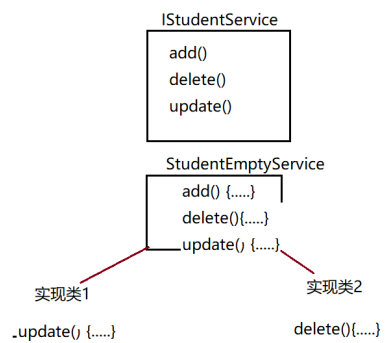 IStudentService
add()
delete()
update()
StudentEmptyService
add() {.....}
delete(){.....}
update() {.....}
实现类1
实现类2
update() {.....}
delete(){.....}